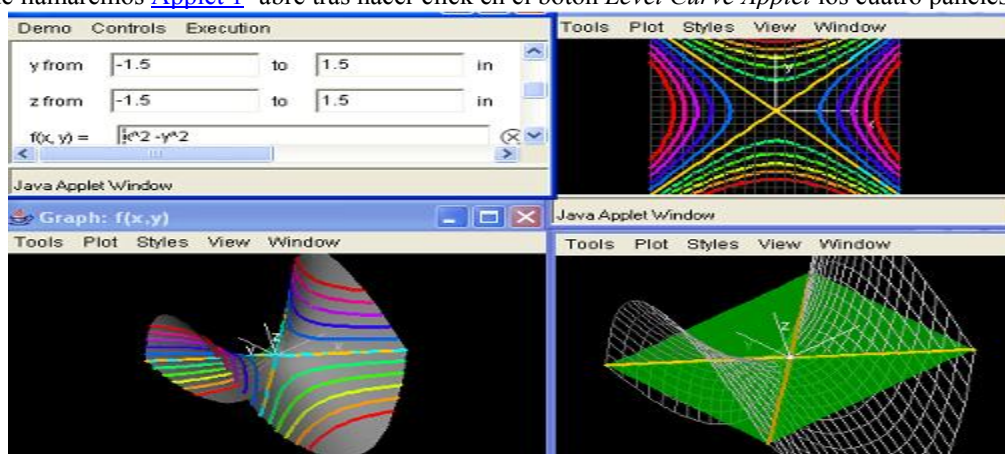 llamaremos Applet 1 abre tras hacer click en el botón Level Curve Applet los cuatro paneles
Demo Controls Execution
y from -1.5 to 1.5 in
z from -1.5 to 1.5 in
f(x, y) = x^2 -y^2
Java Applet Window
Tools Plot Styles View Window
y
x
Java Applet Window
Graph: f(x,y)
Tools Plot Styles View Window
Y
Z
X
Tools Plot Styles View Window
Z